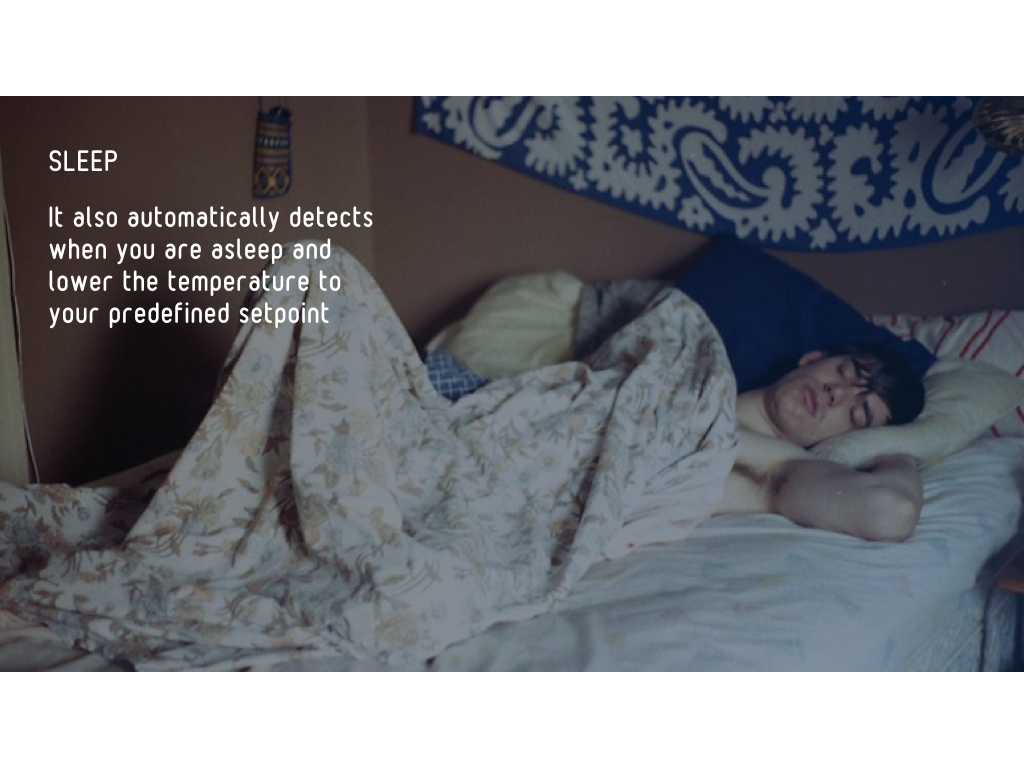 SLEEP
It also automatically detects
when you are asleep and
lower the temperature to
your predefined setpoint